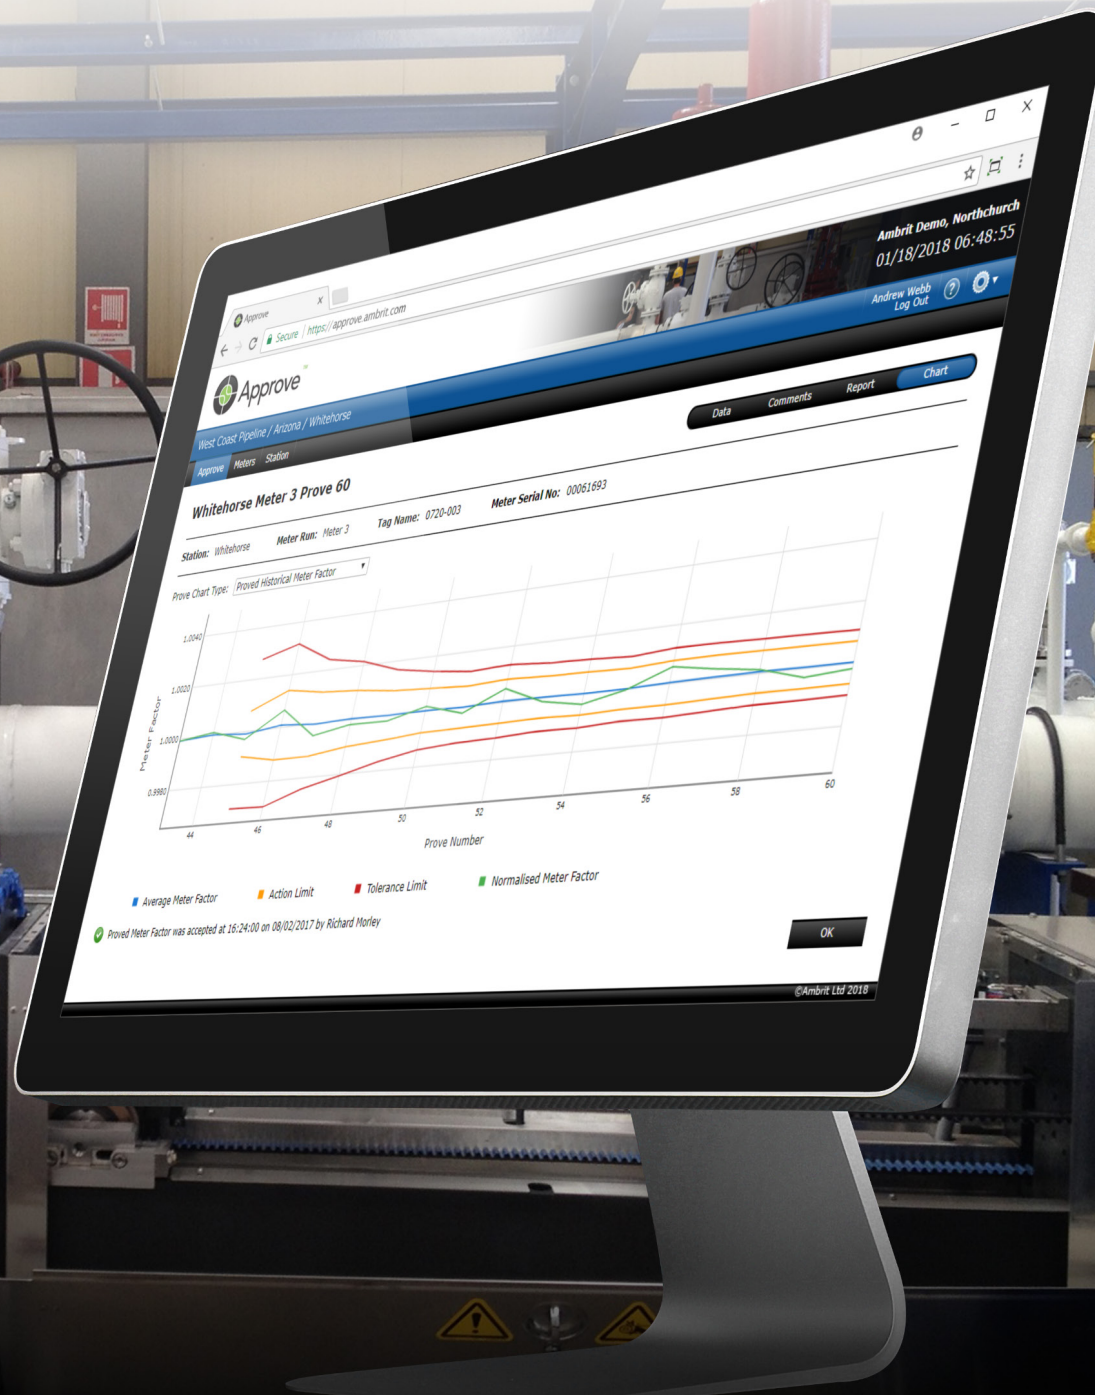 Approve
Secure | https://approve.ambrit.com
Ambrit Demo, Northchurch
01/18/2018 06:48:55
Approve™
Andrew Webb
Log Out
West Coast Pipeline / Arizona / Whitehorse
Approve Meters Station
Data Comments Report Chart
Whitehorse Meter 3 Prove 60
Station: Whitehorse Meter Run: Meter 3 Tag Name: 0720-003 Meter Serial No: 00061693
Prove Chart Type: Proved Historical Meter Factor
1.0040
1.0020
1.0000
0.9980
Meter Factor
44 46 48 50 52 54 56 58 60
Prove Number
Average Meter Factor Action Limit Tolerance Limit Normalised Meter Factor
Proved Meter Factor was accepted at 16:24:00 on 08/02/2017 by Richard Morley
OK
©Ambrit Ltd 2018